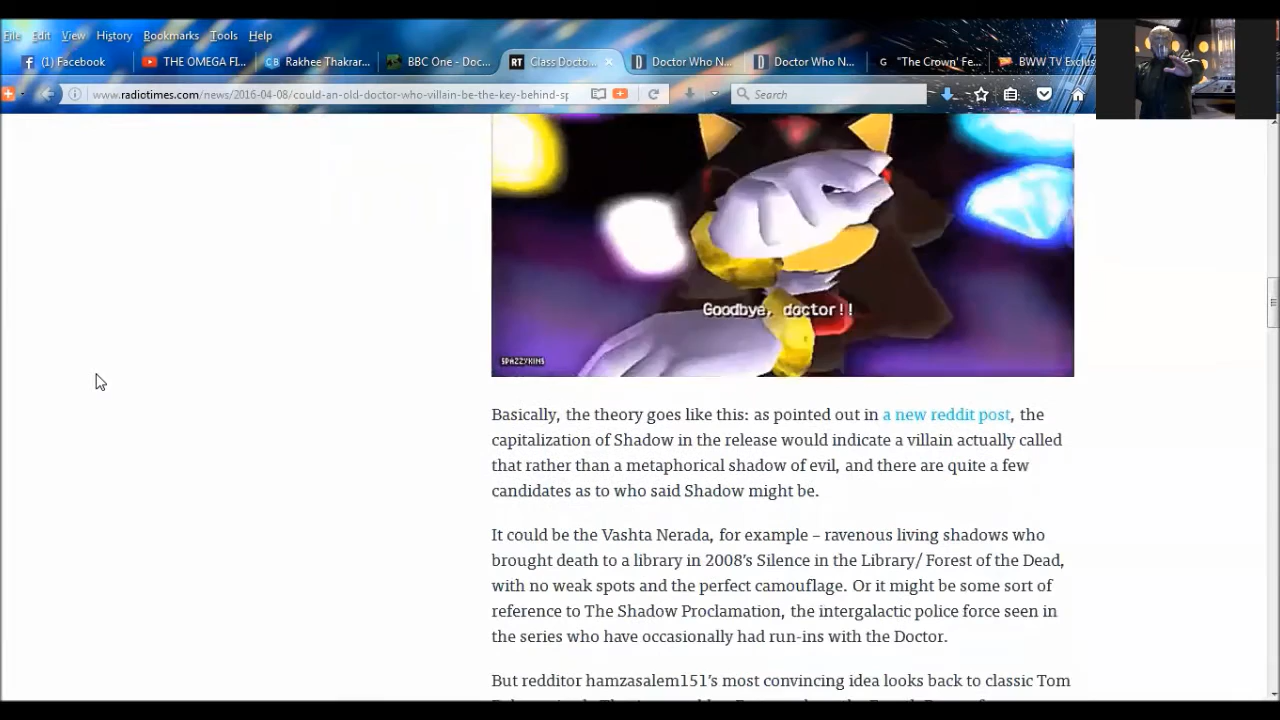 File Edit View History Bookmarks Tools Help
(1) Facebook THE OMEGA FI... Rakhee Thakrar... BBC One - Doc... RT Class Docto... Doctor Who N... Doctor Who N... "The Crown' Fe... BWW TV Exclus
www.radiotimes.com/news/2016-04-08/could-an-old-doctor-who-villain-be-the-key-behind-sp Search
Goodbye, doctor!!
SPAZZYKINS
Basically, the theory goes like this: as pointed out in a new reddit post, the
capitalization of Shadow in the release would indicate a villain actually called
that rather than a metaphorical shadow of evil, and there are quite a few
candidates as to who said Shadow might be.
It could be the Vashta Nerada, for example – ravenous living shadows who
brought death to a library in 2008's Silence in the Library/ Forest of the Dead,
with no weak spots and the perfect camouflage. Or it might be some sort of
reference to The Shadow Proclamation, the intergalactic police force seen in
the series who have occasionally had run-ins with the Doctor.
But redditor hamzasalem151's most convincing idea looks back to classic Tom